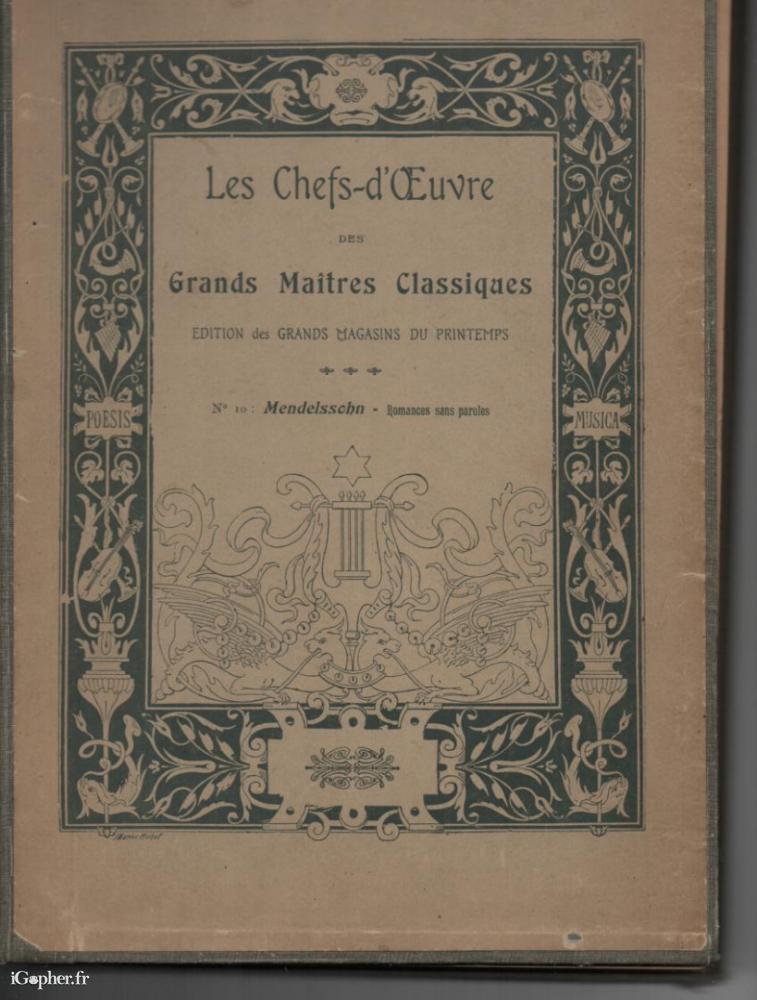 Les Chefs-d'Œuvre
DES
Grands Maîtres Classiques
EDITION des GRANDS MAGASINS DU PRINTEMPS
Nº 10 : Mendelssohn - Romances sans paroles
POESIS
MUSICA
iGopher.fr